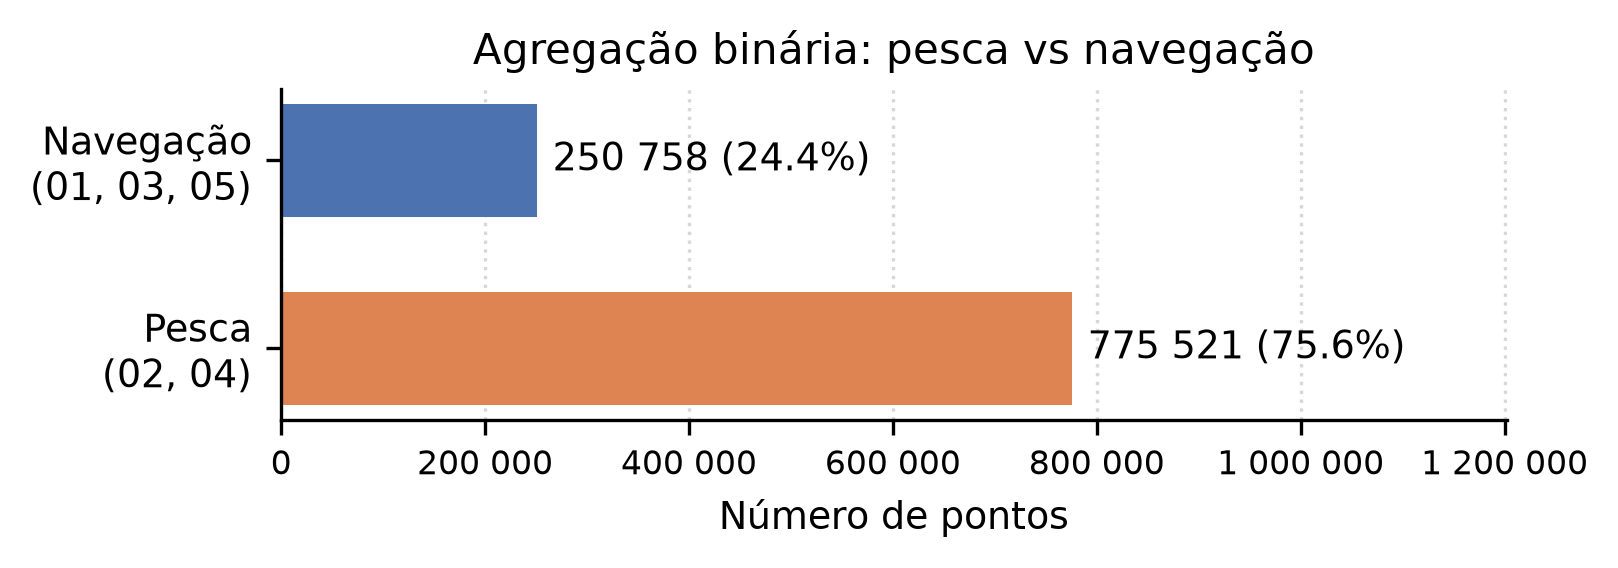 Agregação binária: pesca vs navegação
Navegação
(01, 03, 05)
250 758 (24.4%)
Pesca
(02, 04)
775 521 (75.6%)
0 200 000 400 000 600 000 800 000 1 000 000 1 200 000
Número de pontos